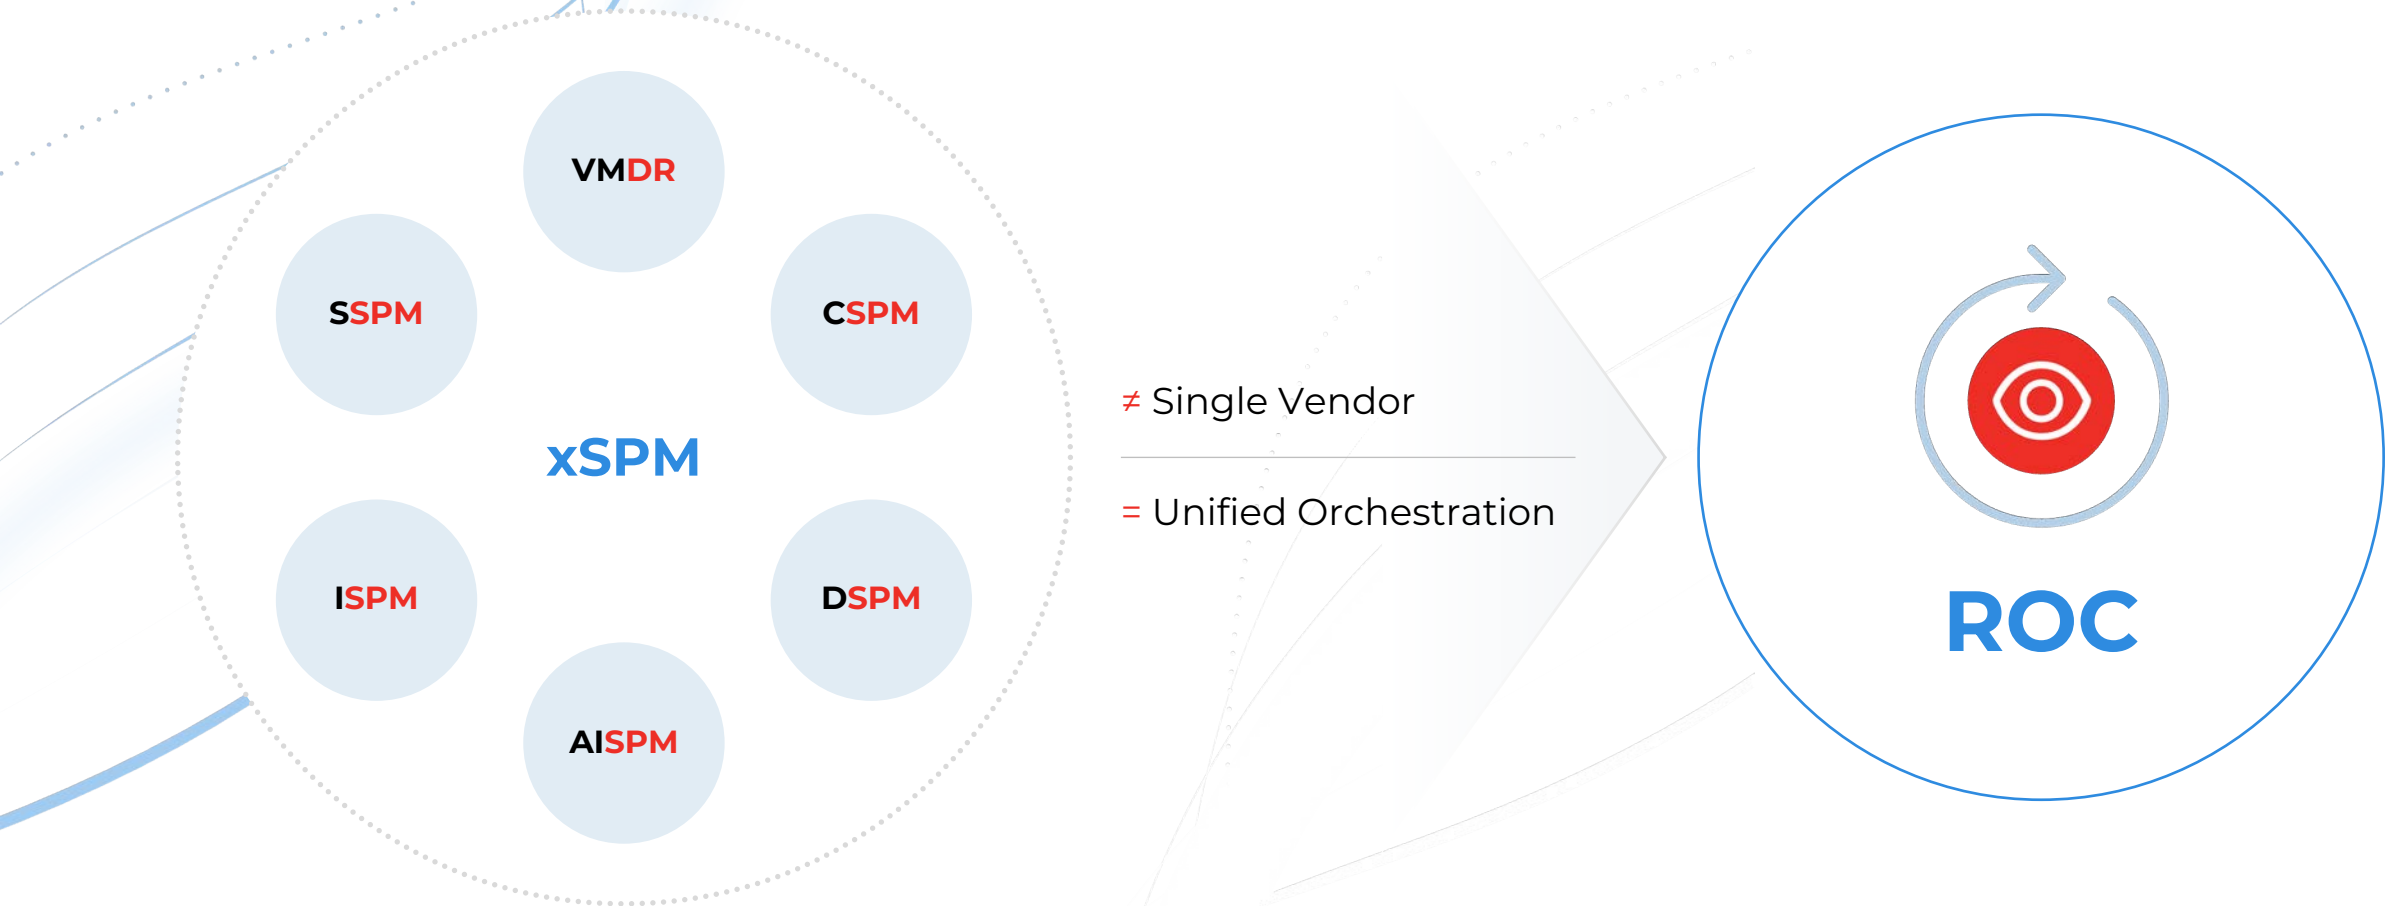 VMDR
SSPM
CSPM
xSPM
ISPM
DSPM
AISPM
≠ Single Vendor
= Unified Orchestration
ROC